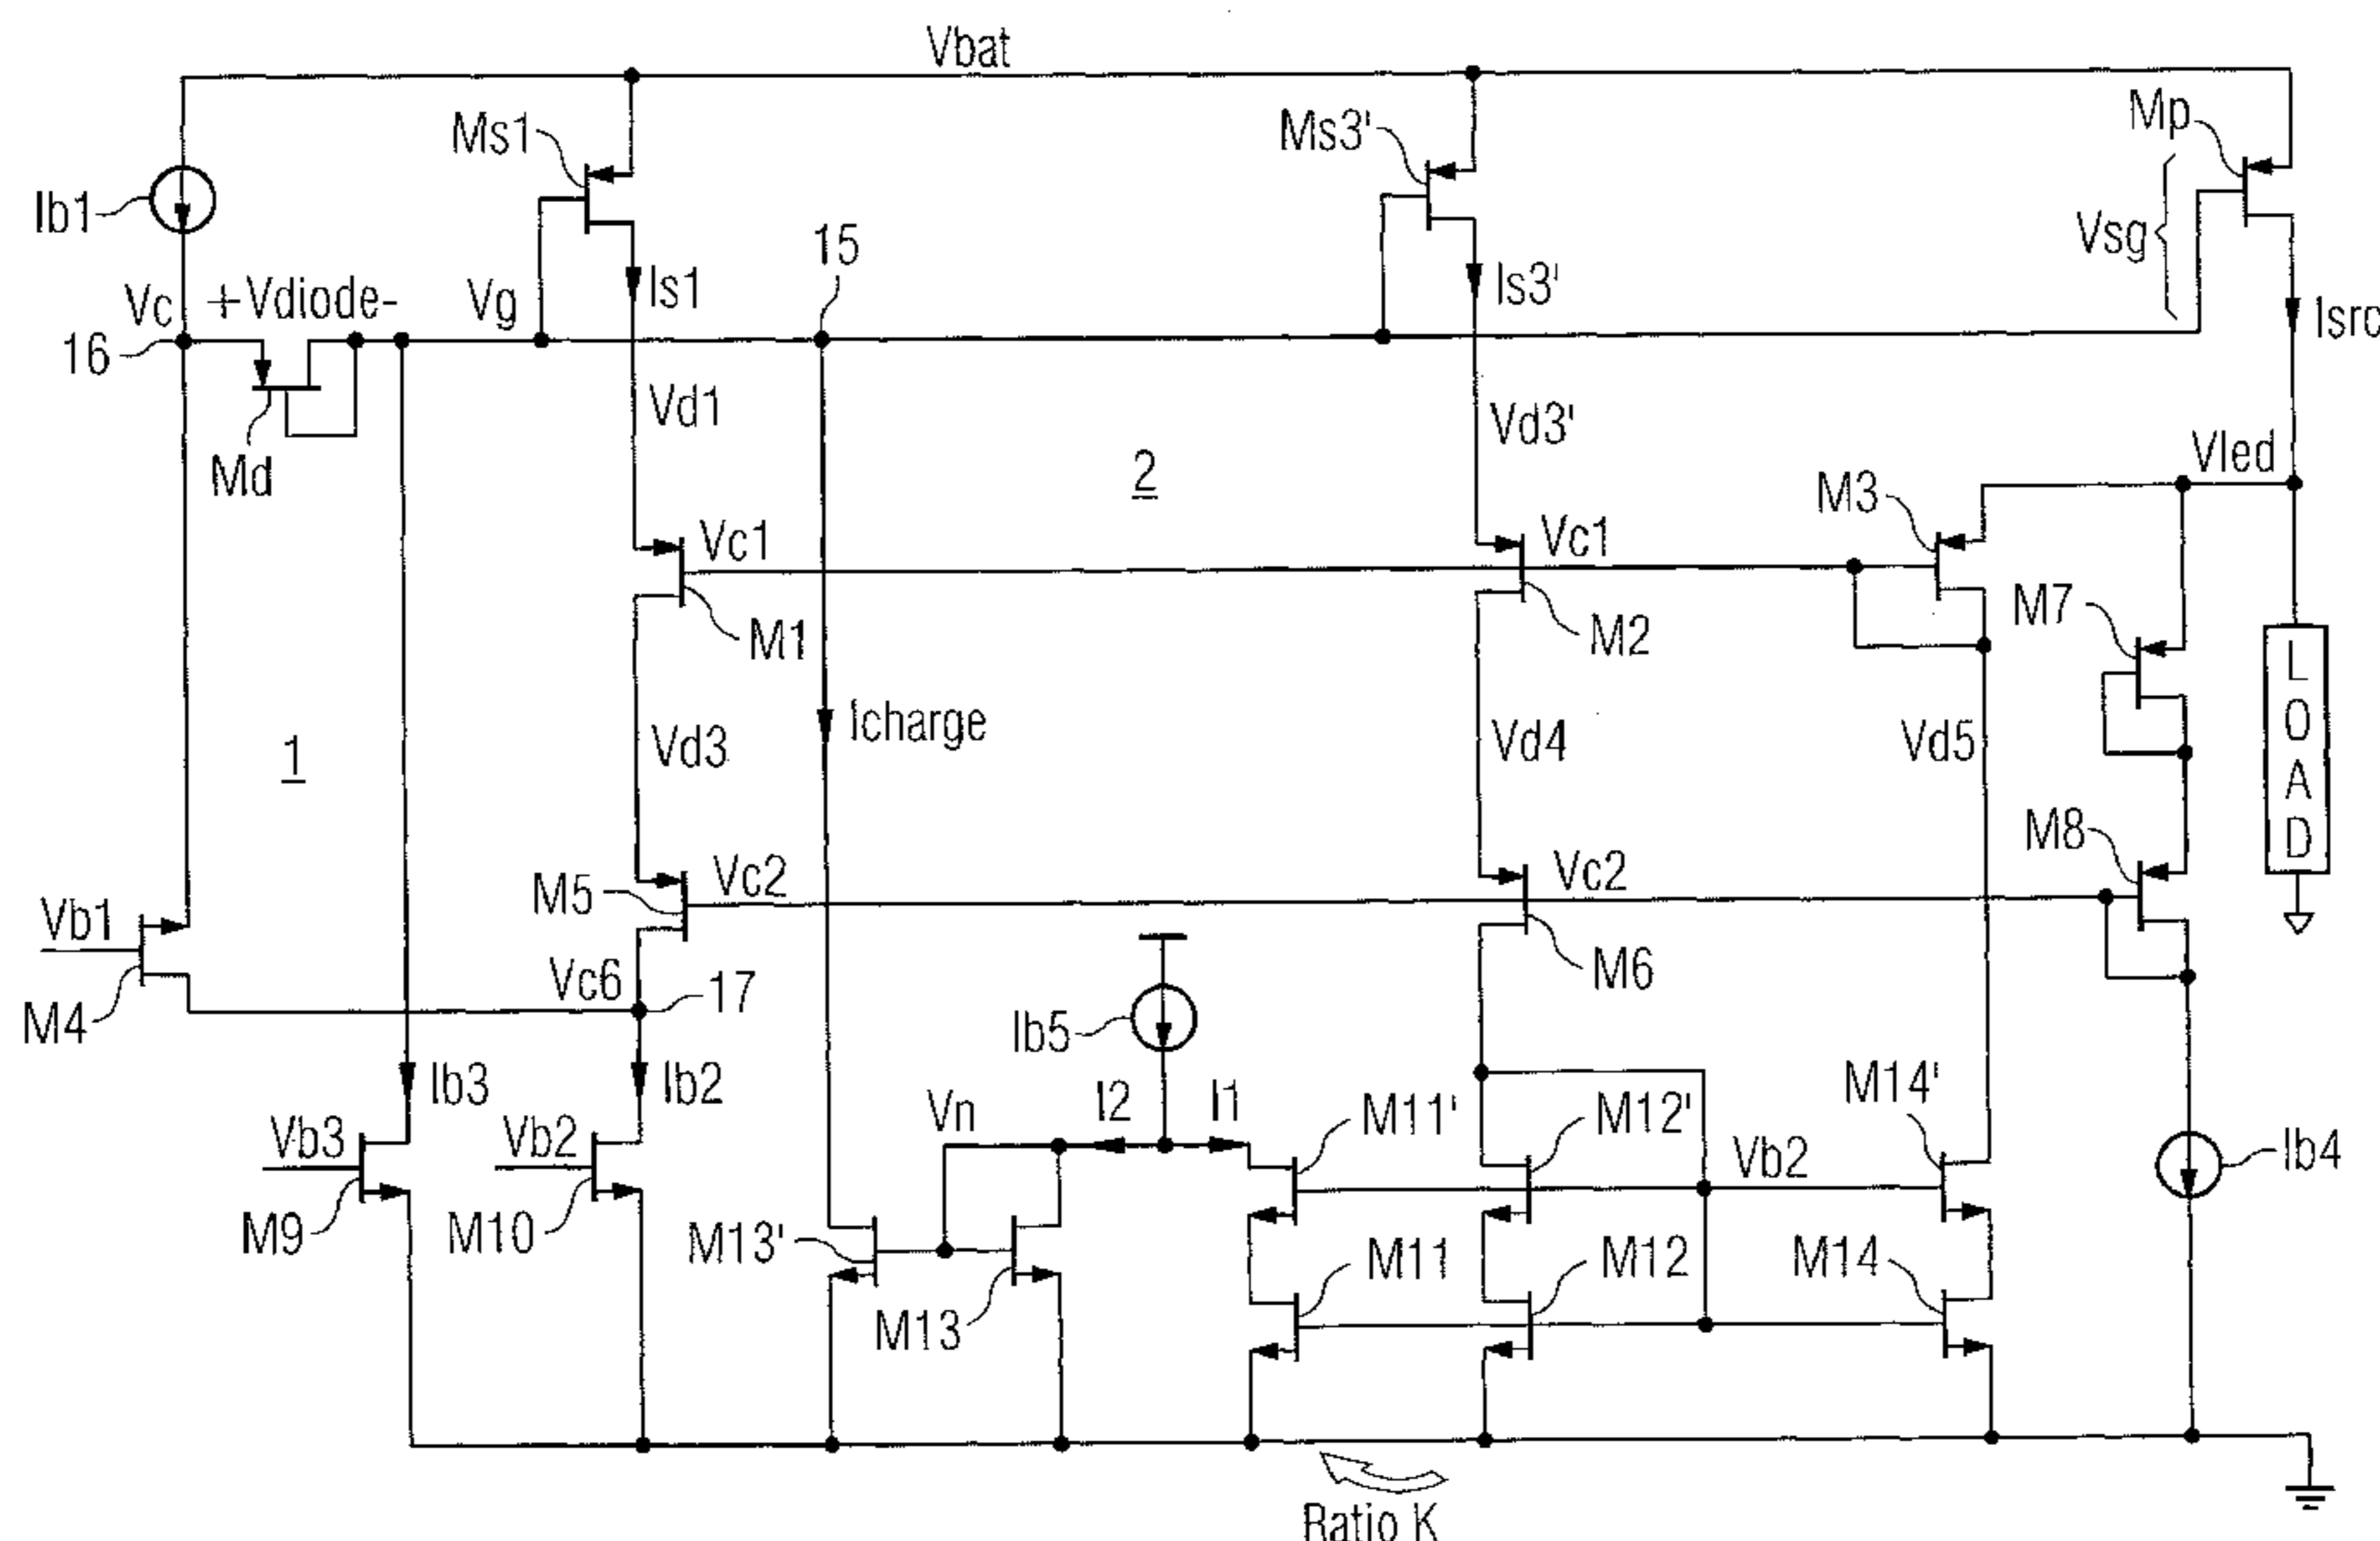 Vbat
Ms1
Ms3'
Mp
Ib1
Vsg
15
Is1
Is3'
Isrc
Vc
+Vdiode-
Vg
16
Vd1
Vd3'
Md
2
Vled
M3
Vc1
Vc1
M1
M2
M7
LOAD
Icharge
Vd3
Vd4
Vd5
1
M8
M5
Vc2
Vc2
Vb1
M6
Vc6
17
M4
Ib5
Ib3
Ib2
Vn
I2
I1
M11'
M12'
M14'
Vb3
Vb2
Vb2
Ib4
M9
M10
M13'
M13
M11
M12
M14
Ratio K